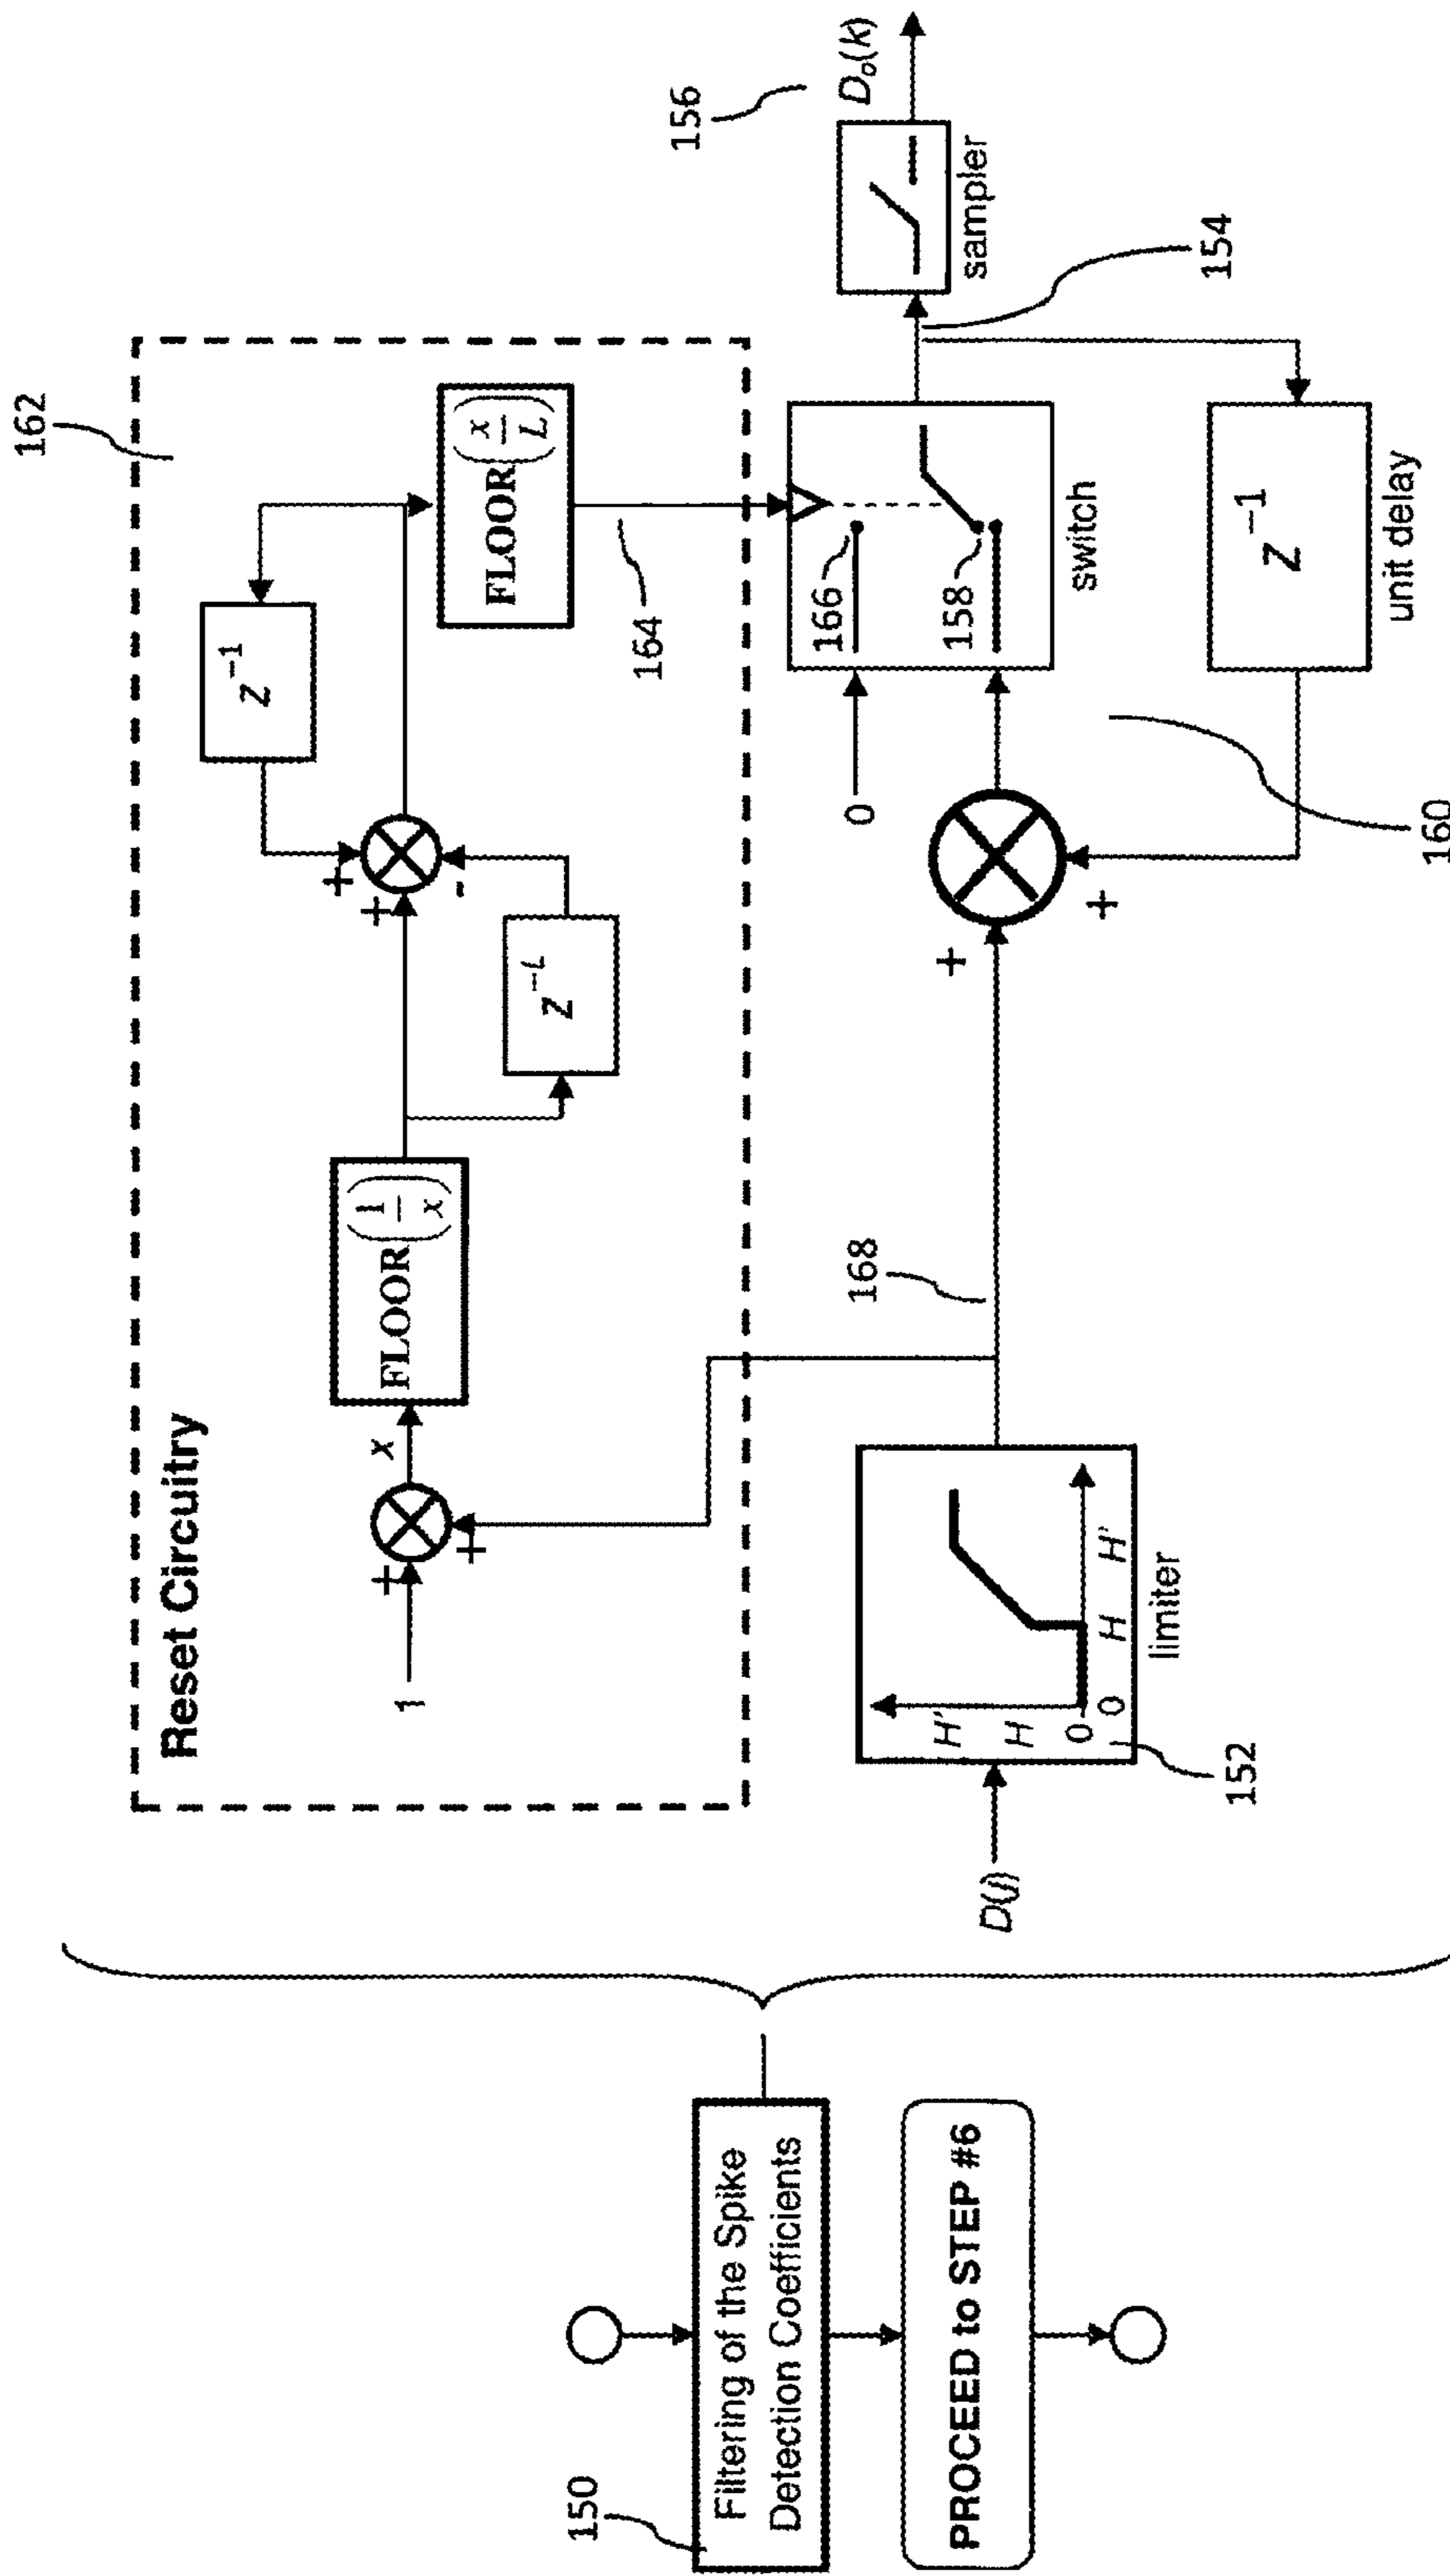 150
Filtering of the Spike
Detection Coefficients
PROCEED to STEP #6
Reset Circuitry
162
1
+
+
x
FLOOR(1/x)
z^-L
+
+
-
z^-1
FLOOR(x/L)
164
D(j)
H'
H
0
0 H H'
limiter
152
168
+
+
0
166
158
switch
160
z^-1
unit delay
154
sampler
156
D_o(k)